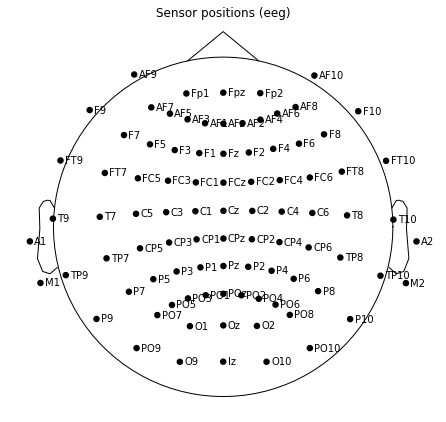 Sensor positions (eeg)
AF9 AF10
Fp1 Fpz Fp2
F9 AF7 AF5 AF3 AF1 AFz AF2 AF4 AF6 AF8 F10
F7 F5 F3 F1 Fz F2 F4 F6 F8
FT9 FT7 FC5 FC3 FC1 FCz FC2 FC4 FC6 FT8 FT10
T9 T7 C5 C3 C1 Cz C2 C4 C6 T8 T10
A1 A2
TP7 CP5 CP3 CP1 CPz CP2 CP4 CP6 TP8
M1 TP9 P7 P5 P3 P1 Pz P2 P4 P6 P8 TP10 M2
P9 PO7 PO5 PO3 PO1 POz PO2 PO4 PO6 PO8 P10
O1 Oz O2
PO9 PO10
O9 Iz O10